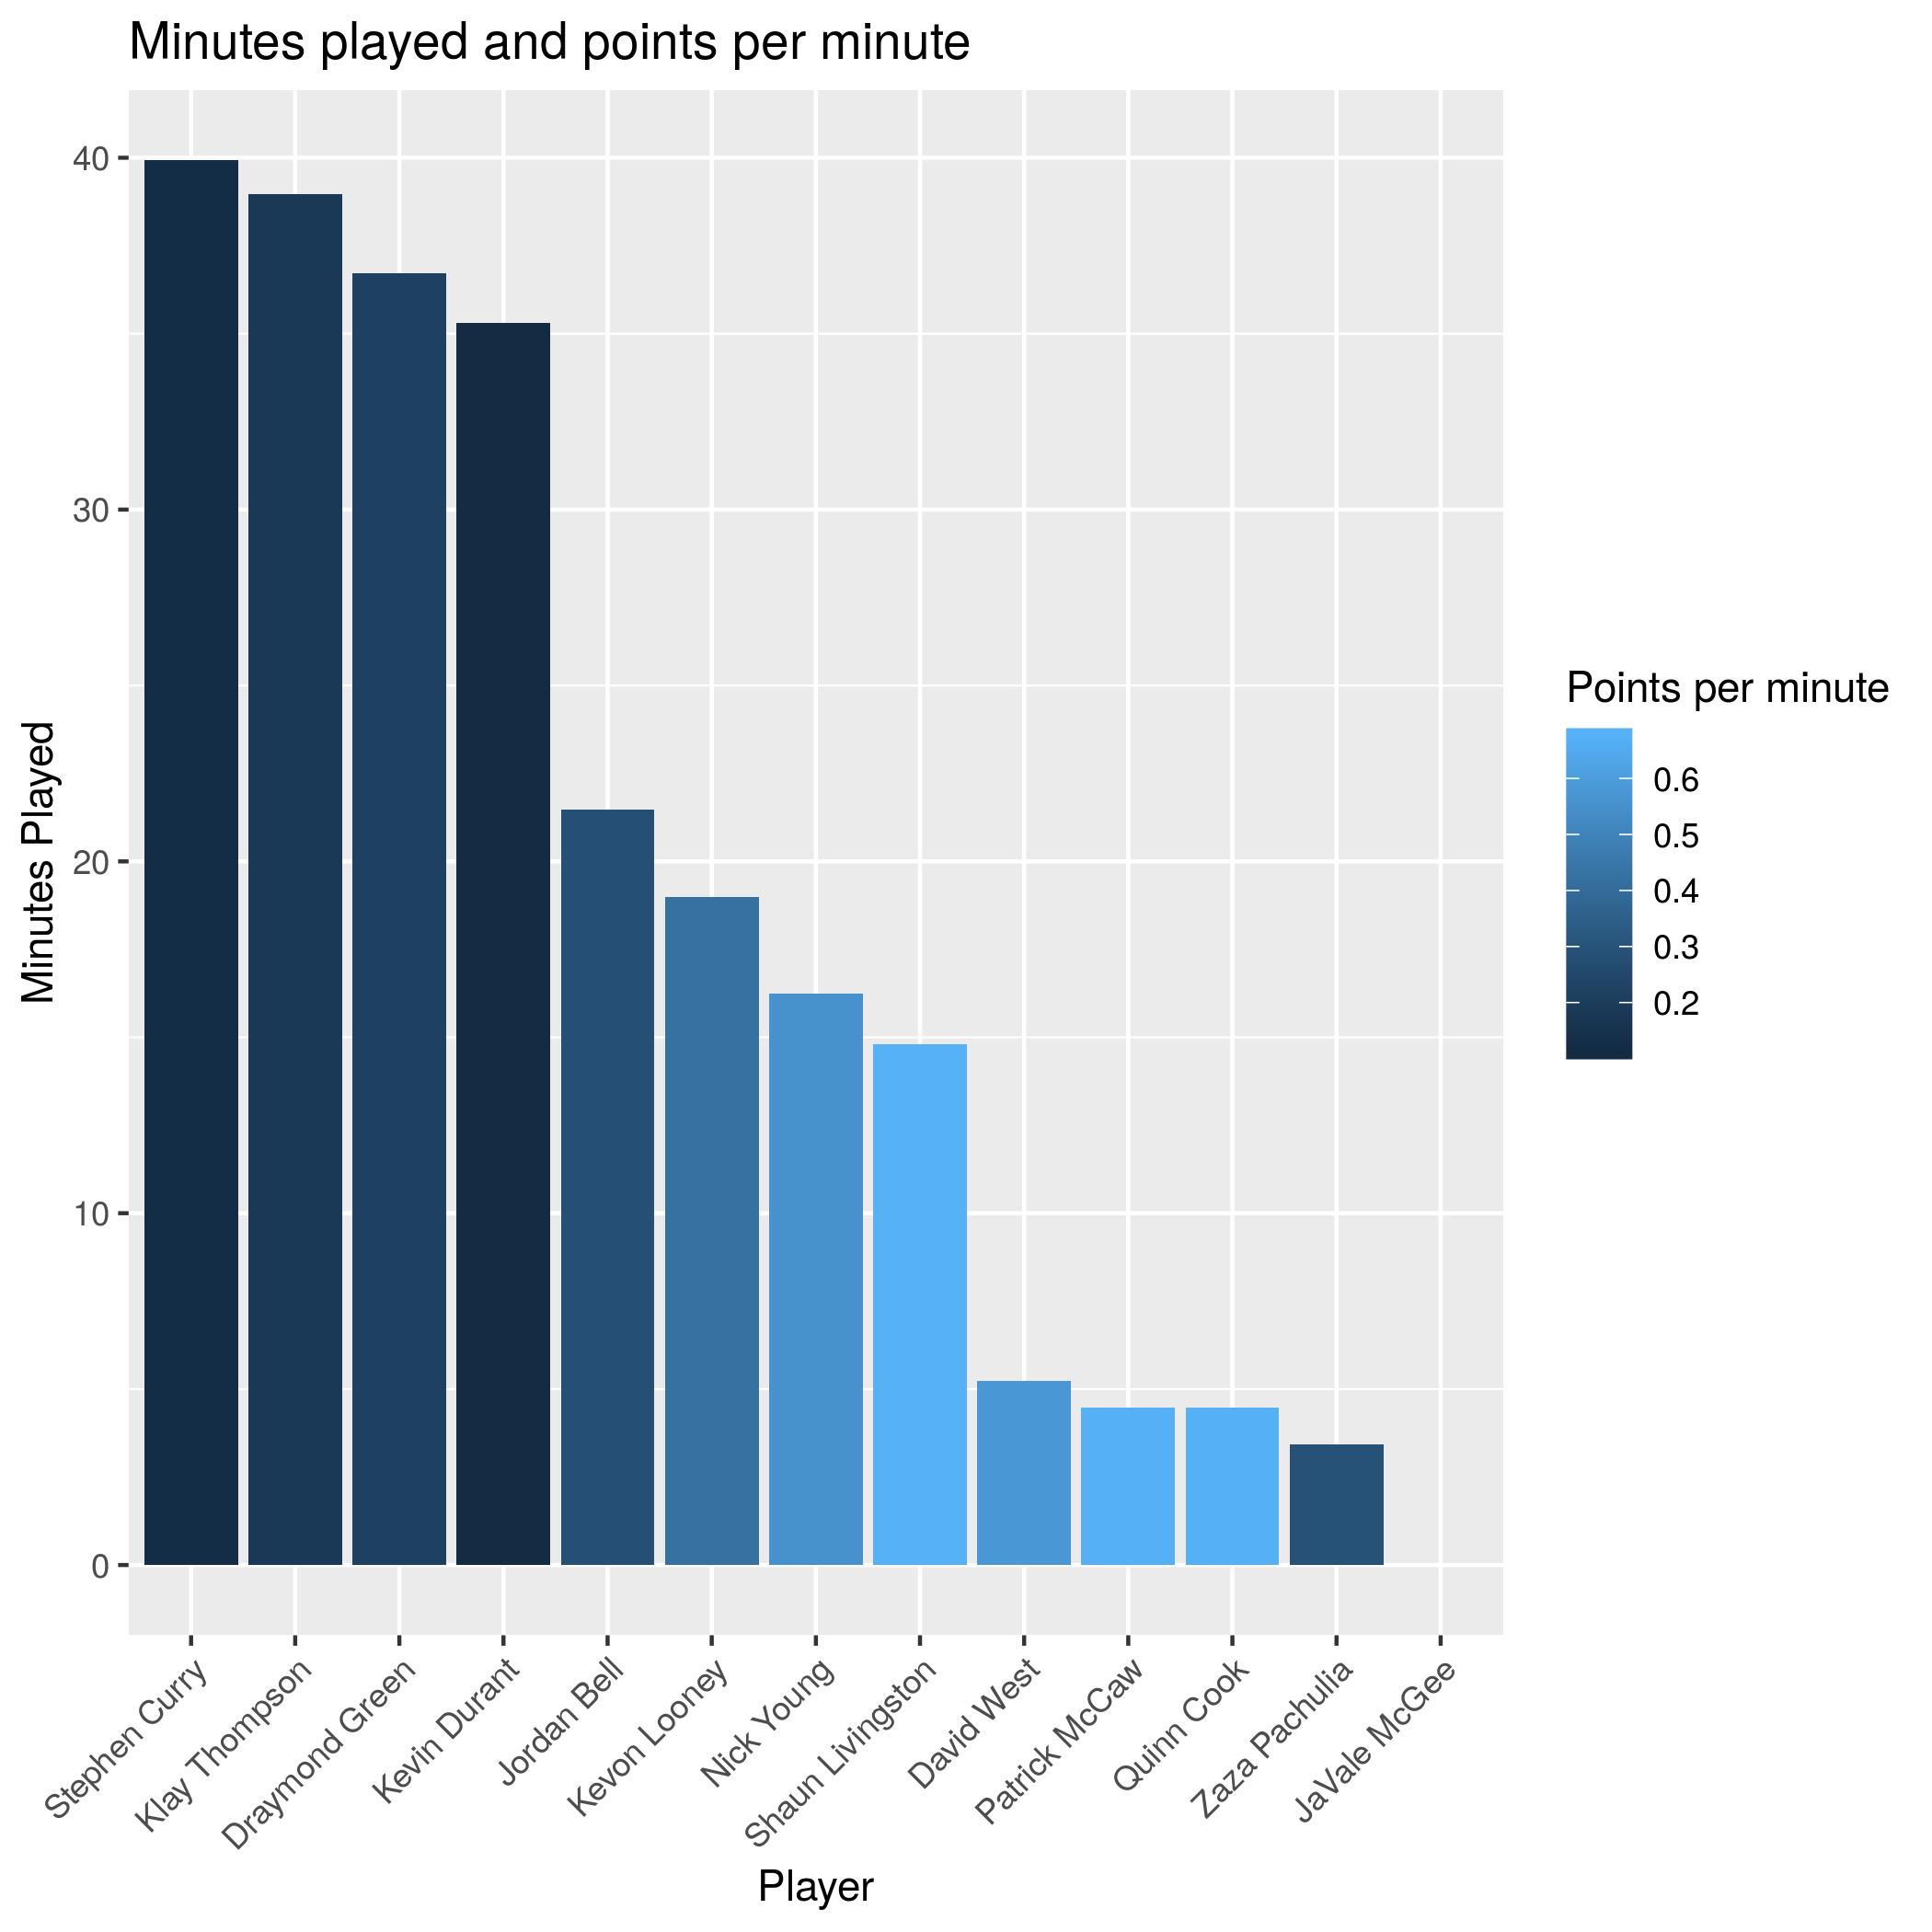 Minutes played and points per minute
Minutes Played
40
30
20
10
0
Stephen Curry
Klay Thompson
Draymond Green
Kevin Durant
Jordan Bell
Kevon Looney
Nick Young
Shaun Livingston
David West
Patrick McCaw
Quinn Cook
Zaza Pachulia
JaVale McGee
Player
Points per minute
0.6
0.5
0.4
0.3
0.2